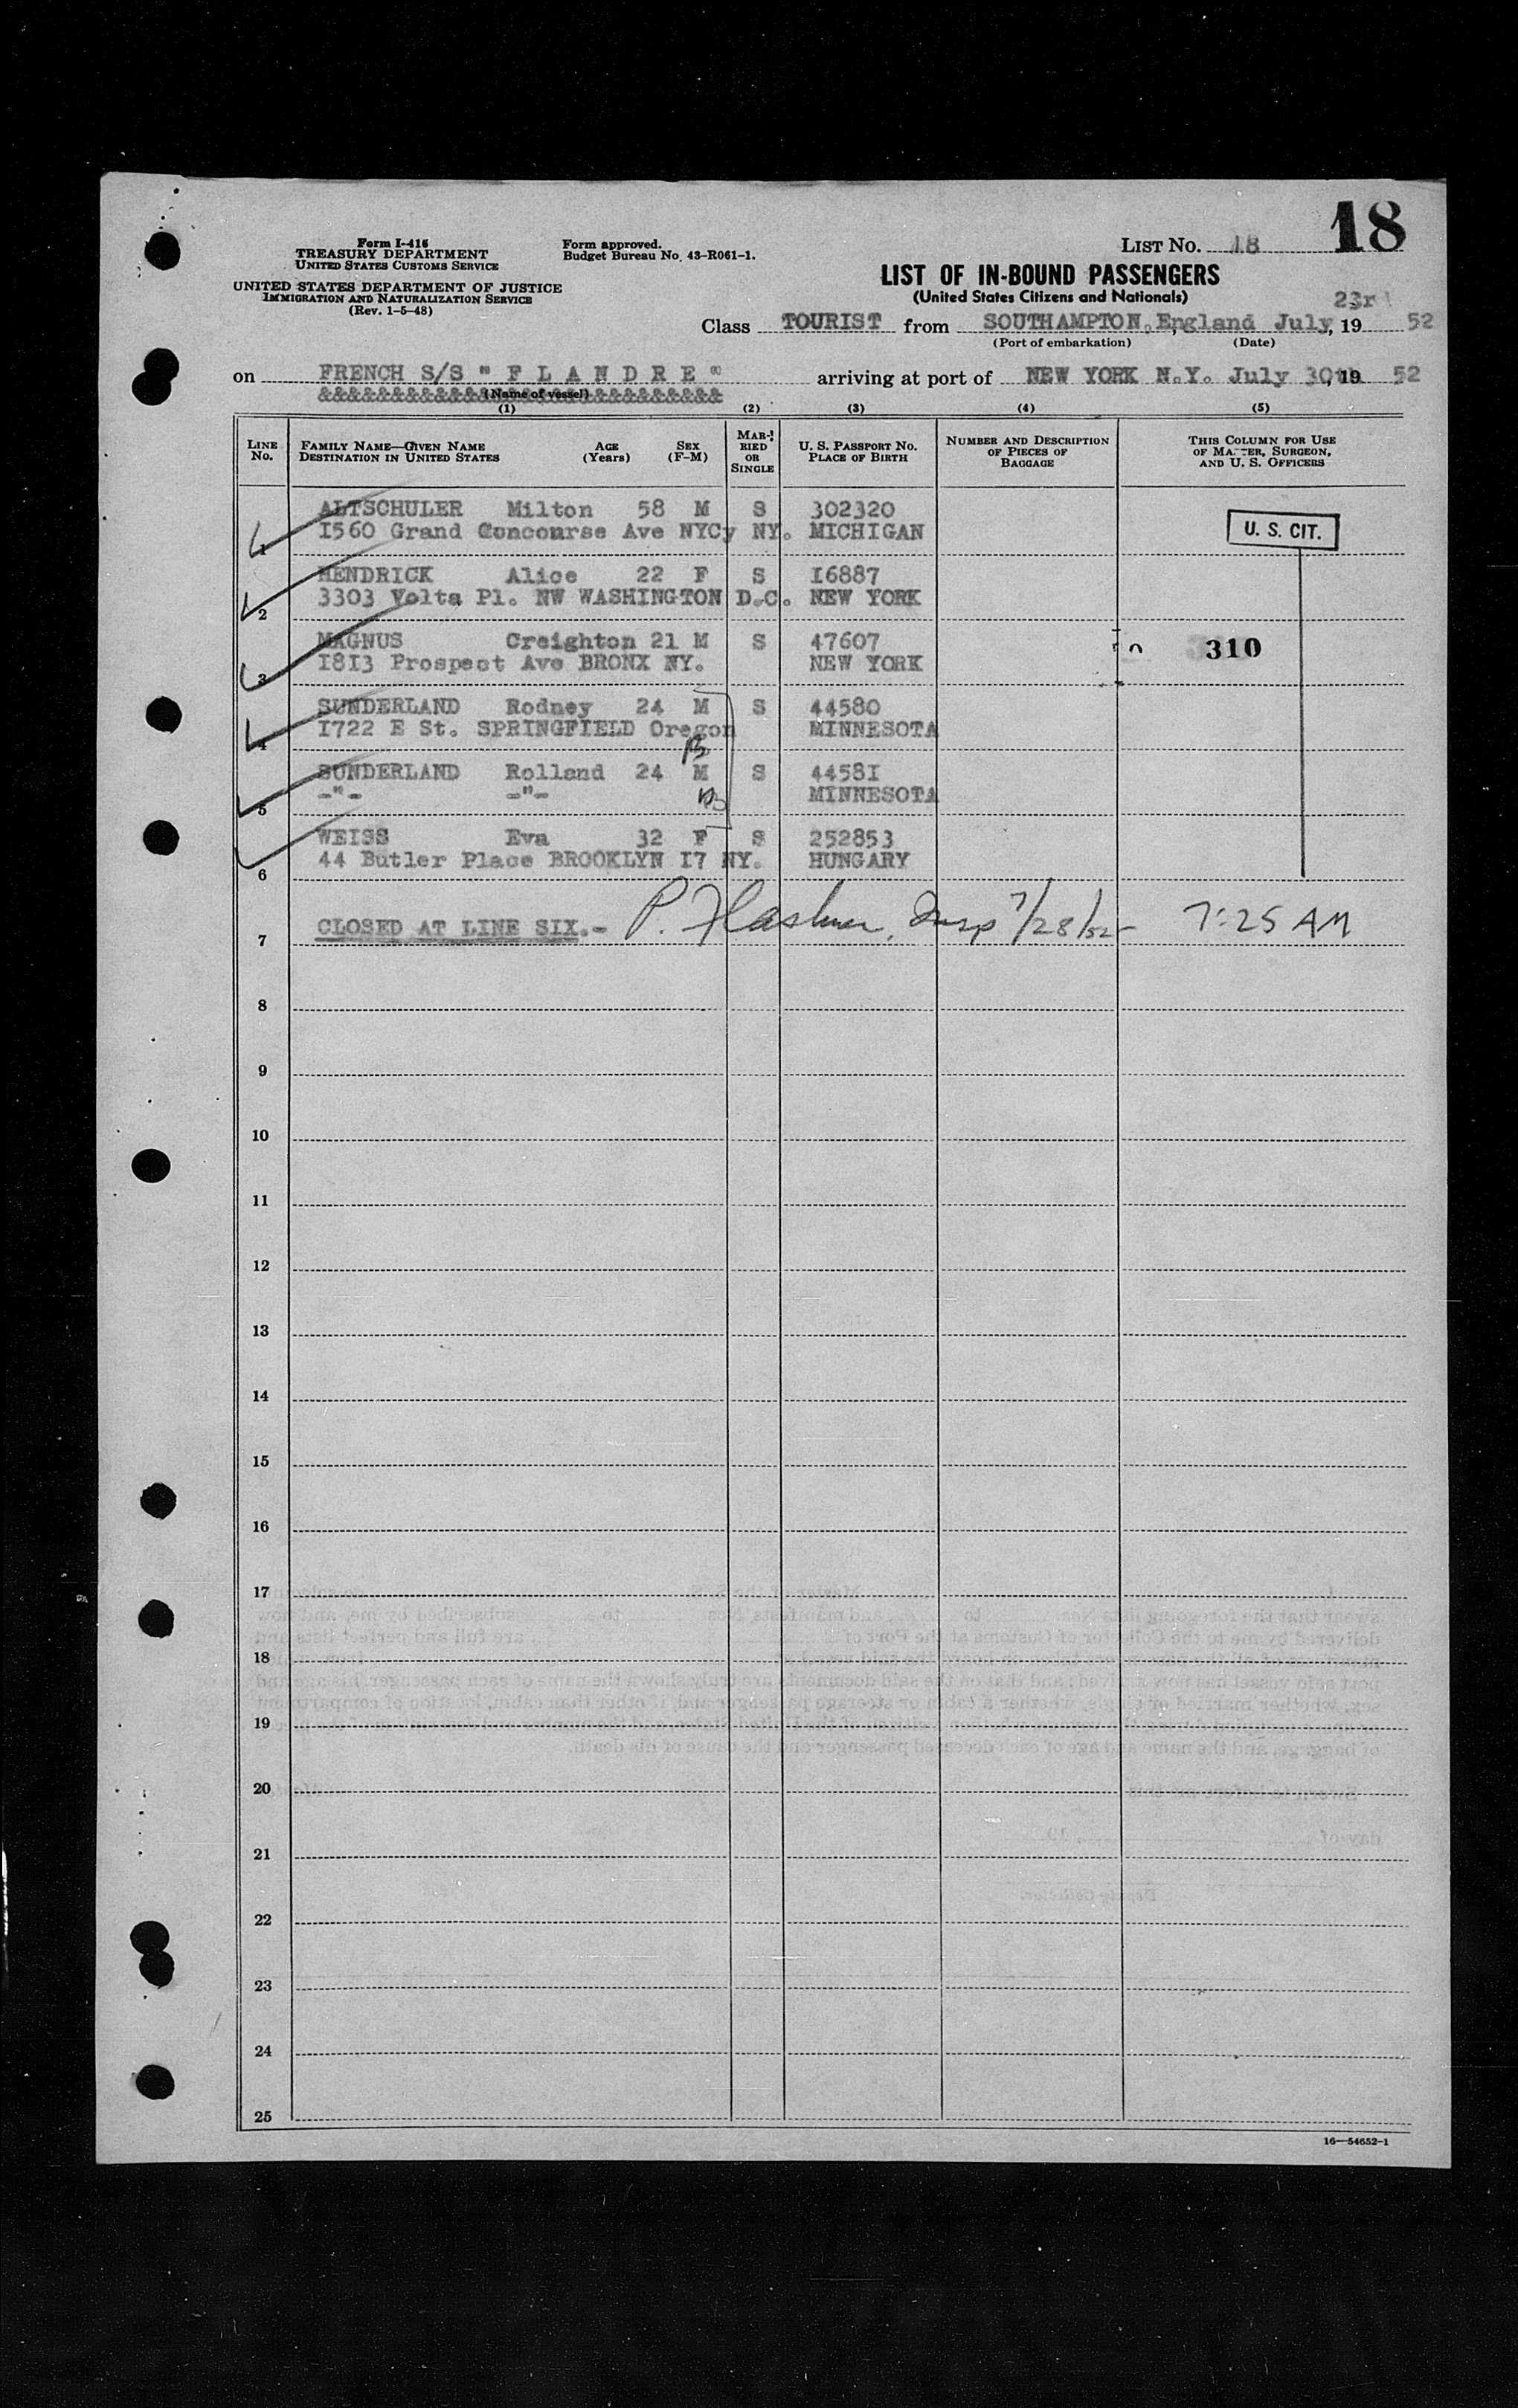 18
Form I-416
TREASURY DEPARTMENT
UNITED STATES CUSTOMS SERVICE
UNITED STATES DEPARTMENT OF JUSTICE
IMMIGRATION AND NATURALIZATION SERVICE
(Rev. 1-5-48)
Form approved.
Budget Bureau No. 43-R061-1.
LIST NO. 18
LIST OF IN-BOUND PASSENGERS
(United States Citizens and Nationals)
23rd
Class TOURIST from SOUTHAMPTON, England July, 19 52
(Port of embarkation) (Date)
on FRENCH S/S " F L A N D R E " arriving at port of NEW YORK N.Y. July 30th, 19 52
&&&&&&&&&&&&&&&&&&&&&&&&&&&&
(Name of vessel)
(1) (2) (3) (4) (5)
LINE NO. FAMILY NAME—GIVEN NAME DESTINATION IN UNITED STATES AGE (Years) SEX (F-M) MARRIED OR SINGLE U. S. PASSPORT NO. PLACE OF BIRTH NUMBER AND DESCRIPTION OF PIECES OF BAGGAGE THIS COLUMN FOR USE OF MASTER, SURGEON, AND U. S. OFFICERS
ALTSCHULER Milton 58 M S 302320
1 1560 Grand Concourse Ave NYCy NY. MICHIGAN U. S. CIT.
HENDRICK Alice 22 F S I6887
2 3303 Volta Pl. NW WASHINGTON D.C. NEW YORK
MAGNUS Creighton 21 M S 47607 310
3 I8I3 Prospect Ave BRONX NY. NEW YORK
SUNDERLAND Rodney 24 M S 44580
4 I722 E St. SPRINGFIELD Oregon MINNESOTA
SUNDERLAND Rolland 24 M S 4458I
5 -"- -"- MINNESOTA
WEISS Eva 32 F S 252853
6 44 Butler Place BROOKLYN I7 NY. HUNGARY
7 CLOSED AT LINE SIX.- P. Insp 7/28/52 7:25 AM
8
9
10
11
12
13
14
15
16
17
18
19
20
21
22
23
24
25
16—54652-1